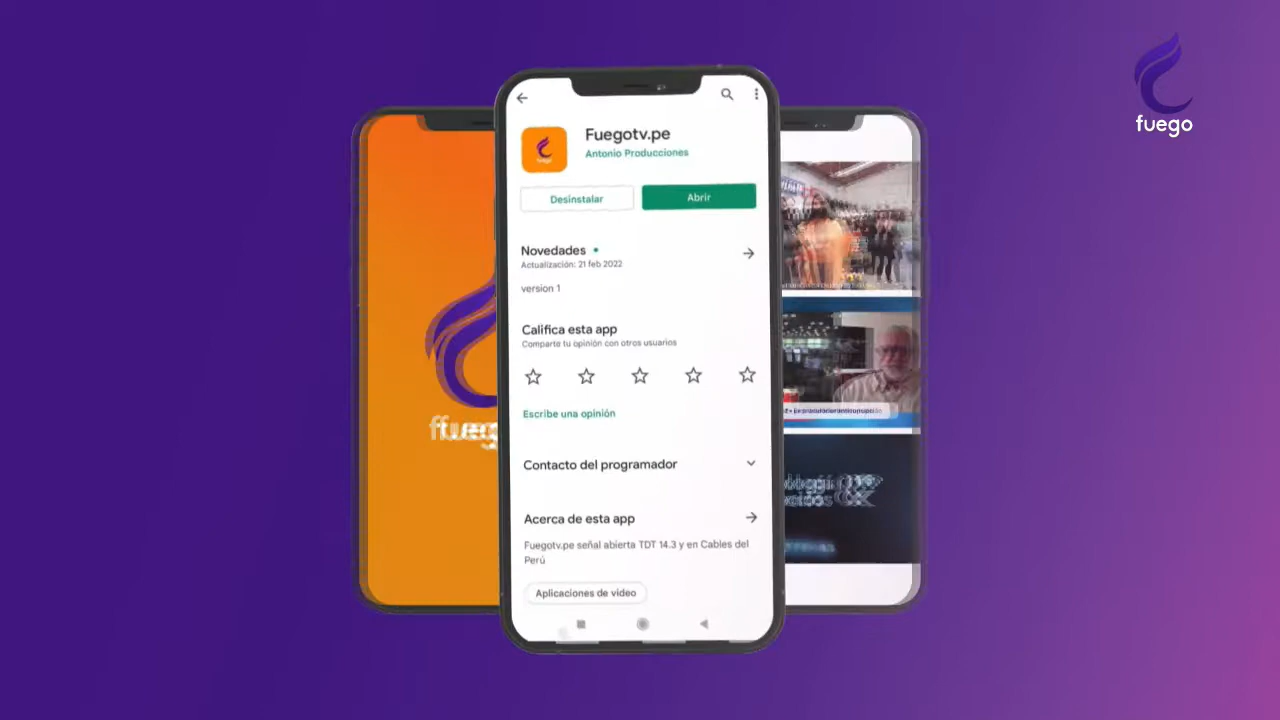 fuego
Fuegotv.pe
Antonio Producciones
fuego
Desinstalar
Abrir
Novedades
Actualización: 21 feb 2022
version 1
Califica esta app
Comparte tu opinión con otros usuarios
Escribe una opinión
Contacto del programador
Acerca de esta app
Fuegotv.pe señal abierta TDT 14.3 y en Cables del
Perú
Aplicaciones de video